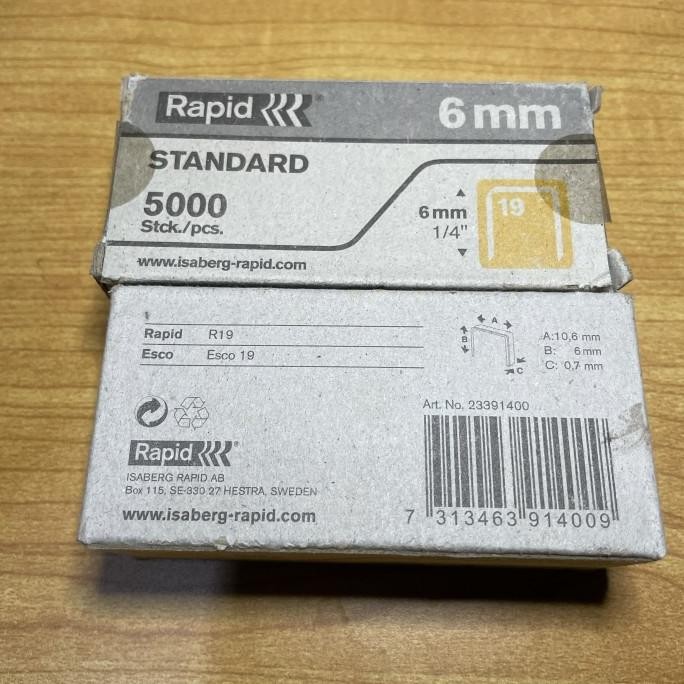 Rapid
6 mm
STANDARD
5000
Stck./pcs.
6 mm
1/4"
19
www.isaberg-rapid.com
Rapid R19
Esco Esco 19
A
B
C
A:10,6 mm
B: 6 mm
C: 0,7 mm
Art. No. 23391400
Rapid®
ISABERG RAPID AB
Box 115, SE-330 27 HESTRA, SWEDEN
www.isaberg-rapid.com
7 313463 914009